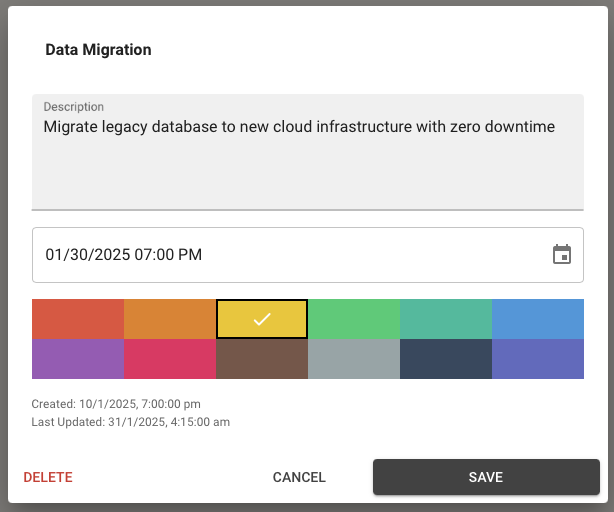 Data Migration
Description
Migrate legacy database to new cloud infrastructure with zero downtime
01/30/2025 07:00 PM
Created: 10/1/2025, 7:00:00 pm
Last Updated: 31/1/2025, 4:15:00 am
DELETE CANCEL SAVE